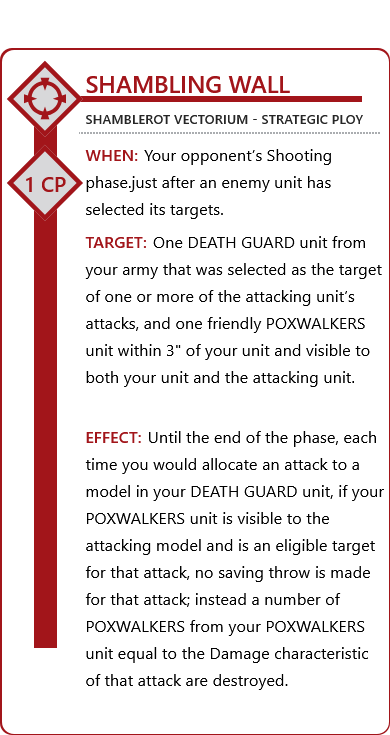 SHAMBLING WALL
SHAMBLEROT VECTORIUM - STRATEGIC PLOY
1 CP
WHEN: Your opponent's Shooting
phase.just after an enemy unit has
selected its targets.
TARGET: One DEATH GUARD unit from
your army that was selected as the target
of one or more of the attacking unit's
attacks, and one friendly POXWALKERS
unit within 3" of your unit and visible to
both your unit and the attacking unit.
EFFECT: Until the end of the phase, each
time you would allocate an attack to a
model in your DEATH GUARD unit, if your
POXWALKERS unit is visible to the
attacking model and is an eligible target
for that attack, no saving throw is made
for that attack; instead a number of
POXWALKERS from your POXWALKERS
unit equal to the Damage characteristic
of that attack are destroyed.